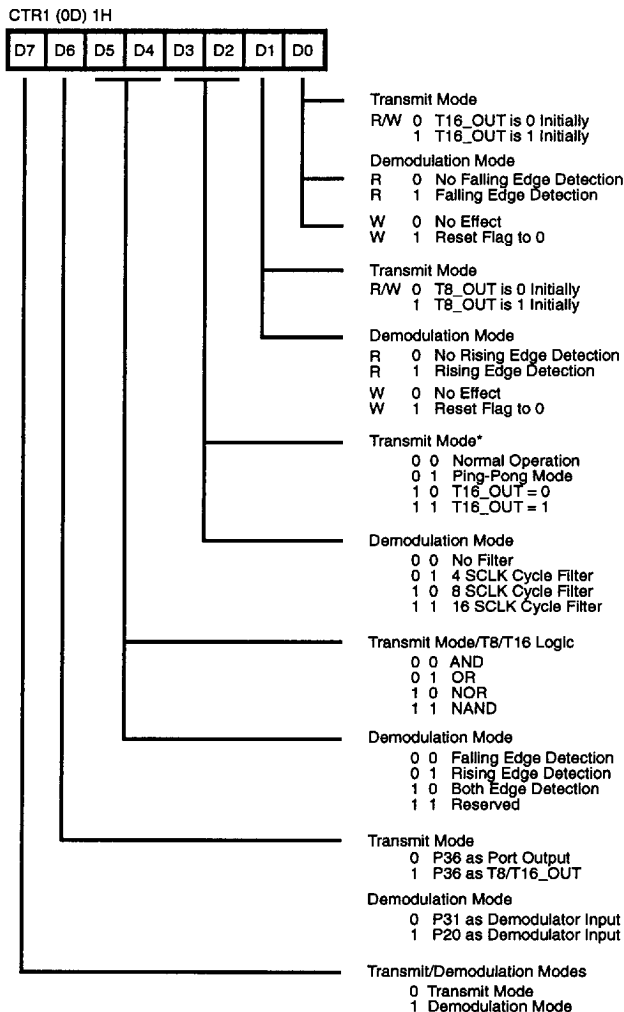 CTR1 (0D) 1H
D7 D6 D5 D4 D3 D2 D1 D0
Transmit Mode
R/W 0 T16_OUT is 0 Initially
1 T16_OUT is 1 Initially
Demodulation Mode
R 0 No Falling Edge Detection
R 1 Falling Edge Detection
W 0 No Effect
W 1 Reset Flag to 0
Transmit Mode
R/W 0 T8_OUT is 0 Initially
1 T8_OUT is 1 Initially
Demodulation Mode
R 0 No Rising Edge Detection
R 1 Rising Edge Detection
W 0 No Effect
W 1 Reset Flag to 0
Transmit Mode*
0 0 Normal Operation
0 1 Ping-Pong Mode
1 0 T16_OUT = 0
1 1 T16_OUT = 1
Demodulation Mode
0 0 No Filter
0 1 4 SCLK Cycle Filter
1 0 8 SCLK Cycle Filter
1 1 16 SCLK Cycle Filter
Transmit Mode/T8/T16 Logic
0 0 AND
0 1 OR
1 0 NOR
1 1 NAND
Demodulation Mode
0 0 Falling Edge Detection
0 1 Rising Edge Detection
1 0 Both Edge Detection
1 1 Reserved
Transmit Mode
0 P36 as Port Output
1 P36 as T8/T16_OUT
Demodulation Mode
0 P31 as Demodulator Input
1 P20 as Demodulator Input
Transmit/Demodulation Modes
0 Transmit Mode
1 Demodulation Mode